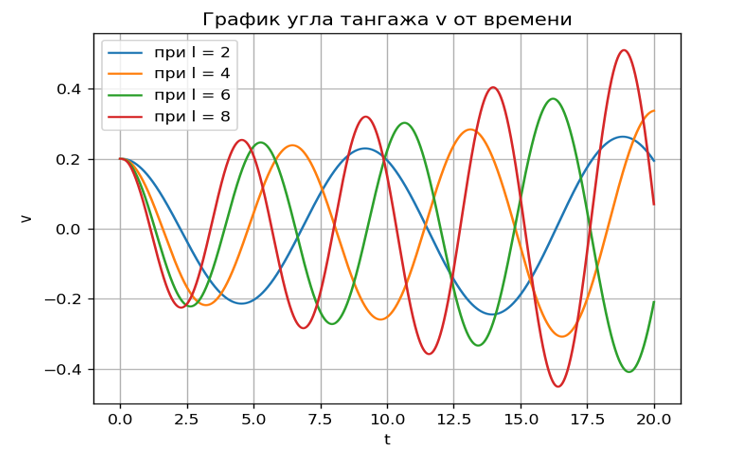 График угла тангажа v от времени
при l = 2
при l = 4
при l = 6
при l = 8
0.4
0.2
0.0
−0.2
−0.4
v
0.0 2.5 5.0 7.5 10.0 12.5 15.0 17.5 20.0
t